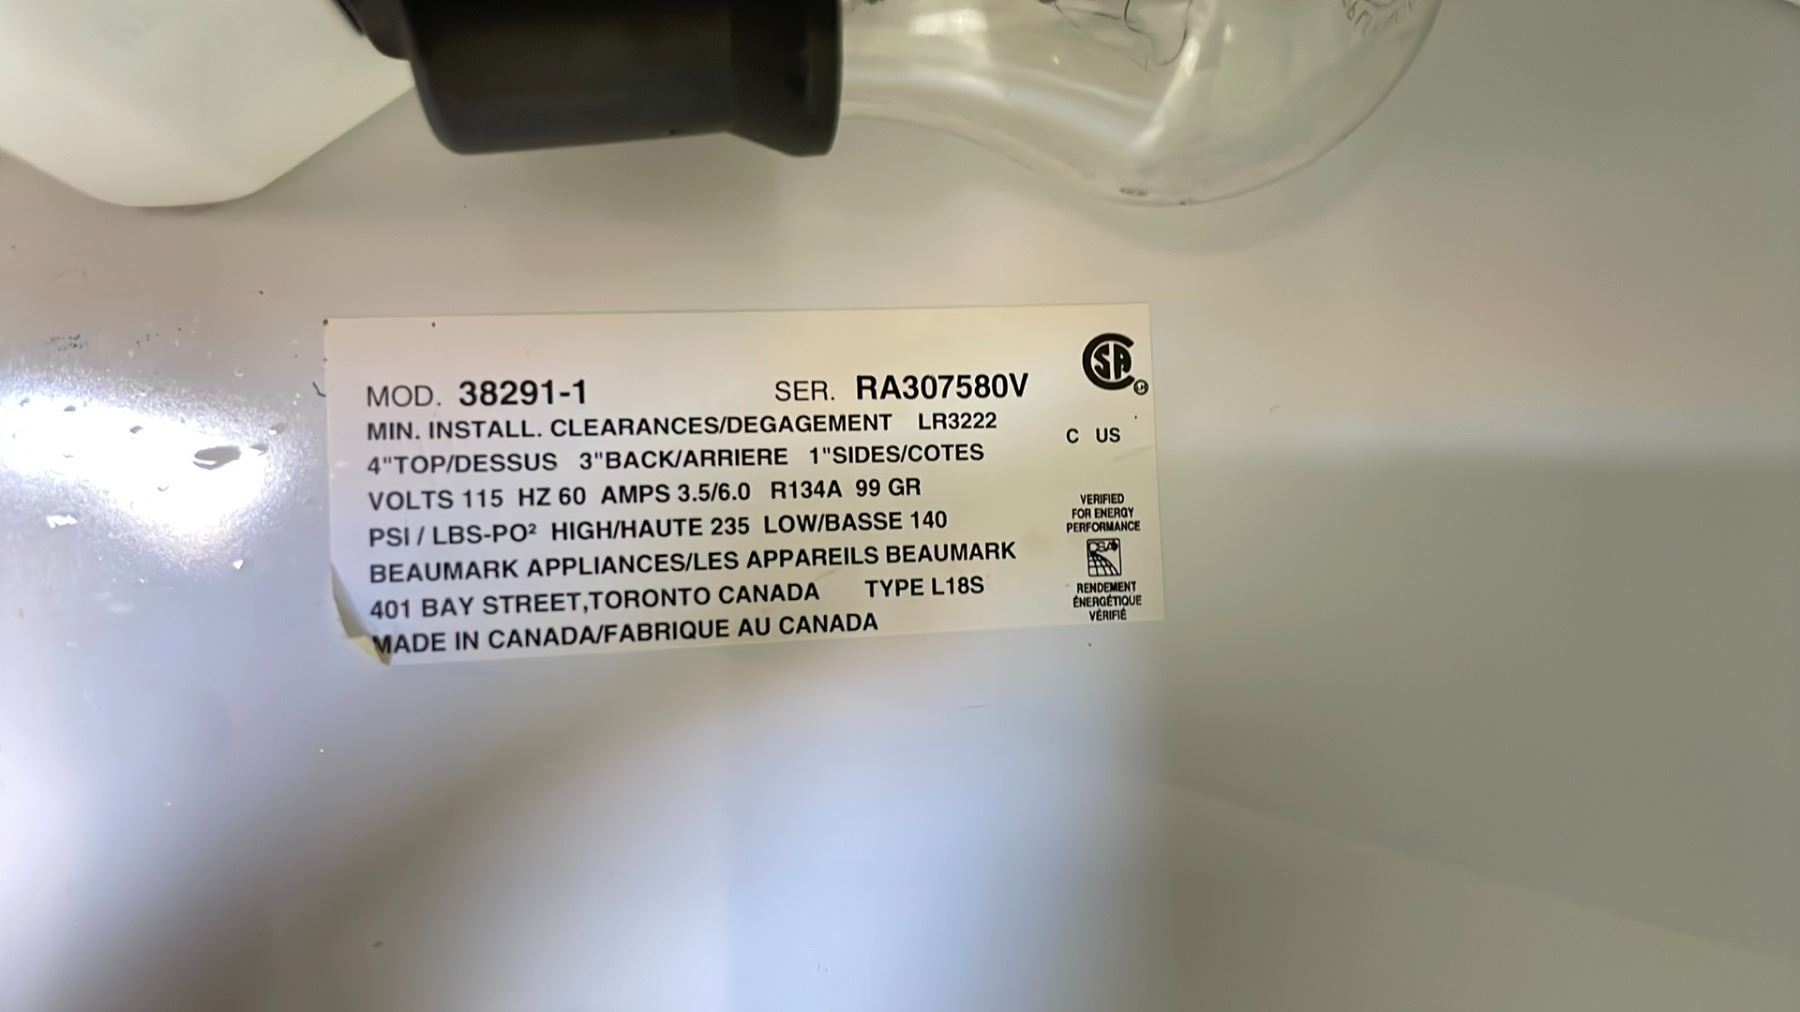 MOD. 38291-1 SER. RA307580V
MIN. INSTALL. CLEARANCES/DEGAGEMENT LR3222
4"TOP/DESSUS 3"BACK/ARRIERE 1"SIDES/COTES
VOLTS 115 HZ 60 AMPS 3.5/6.0 R134A 99 GR
PSI / LBS-PO² HIGH/HAUTE 235 LOW/BASSE 140
BEAUMARK APPLIANCES/LES APPAREILS BEAUMARK
401 BAY STREET,TORONTO CANADA TYPE L18S
MADE IN CANADA/FABRIQUE AU CANADA
CSA
C US
VERIFIED
FOR ENERGY
PERFORMANCE
CSA
RENDEMENT
ÉNERGÉTIQUE
VÉRIFIÉ